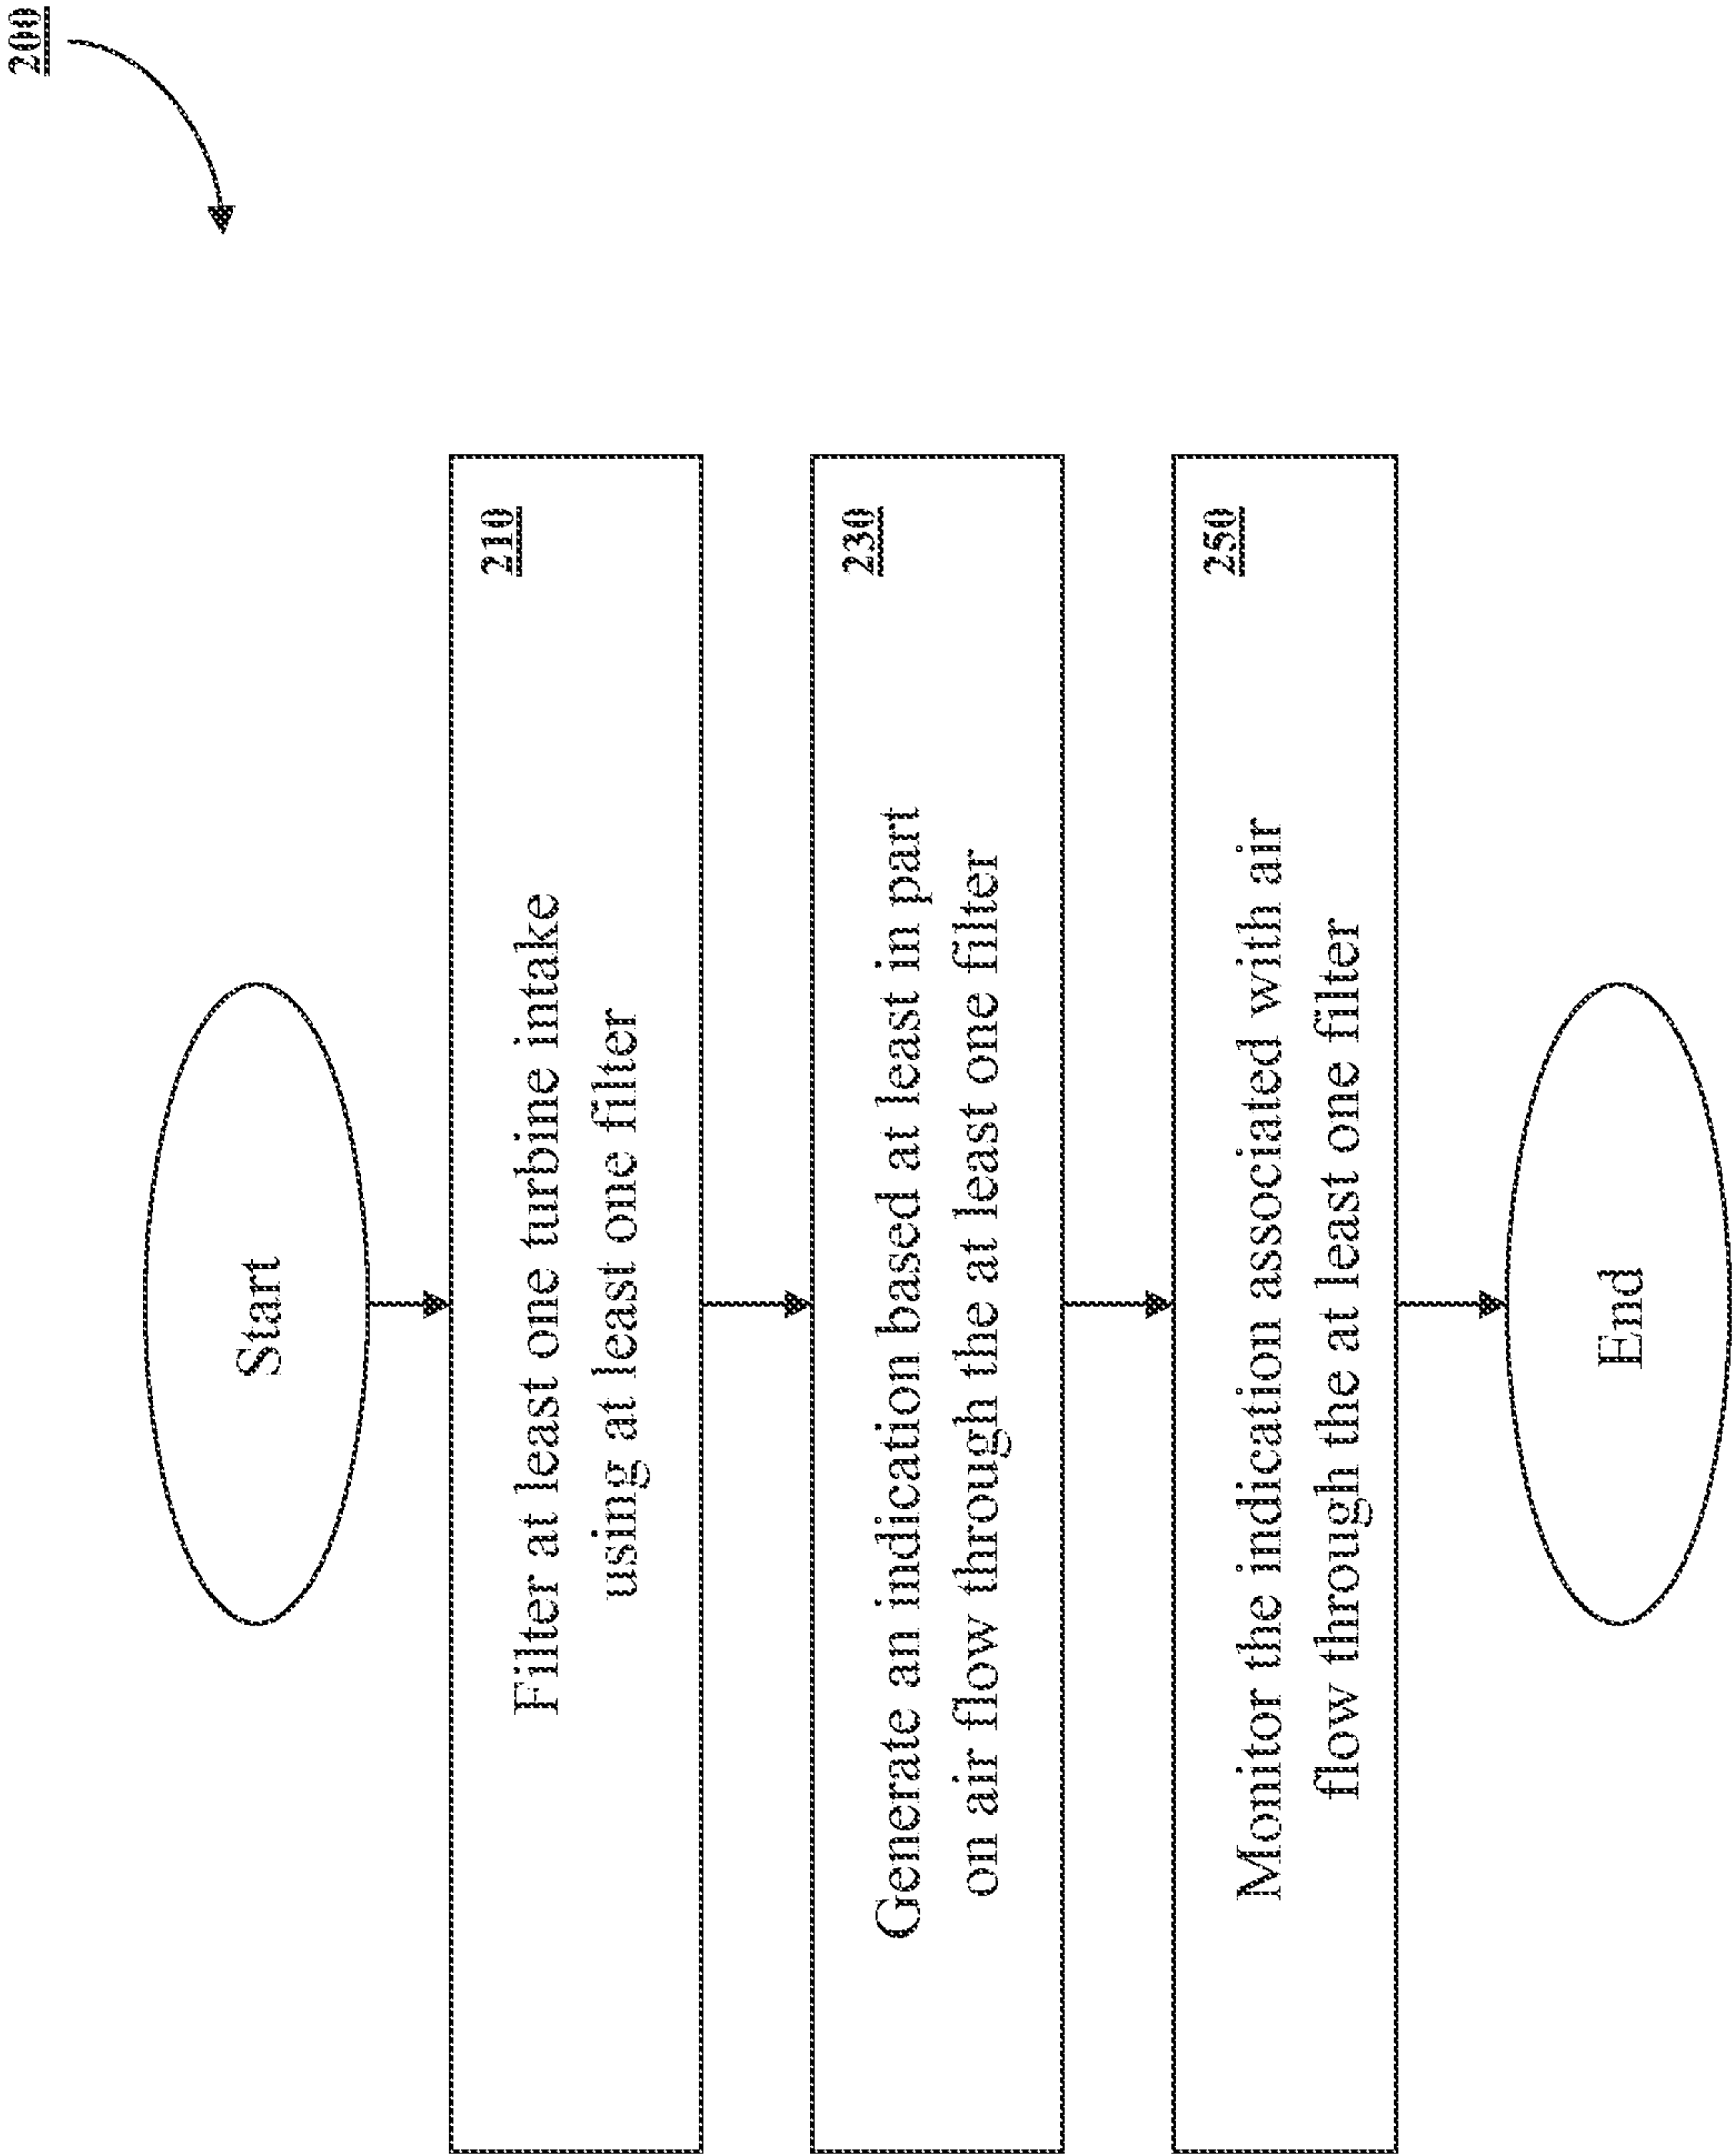 200
Start
210
Filter at least one turbine intake
using at least one filter
230
Generate an indication based at least in part
on air flow through the at least one filter
250
Monitor the indication associated with air
flow through the at least one filter
End